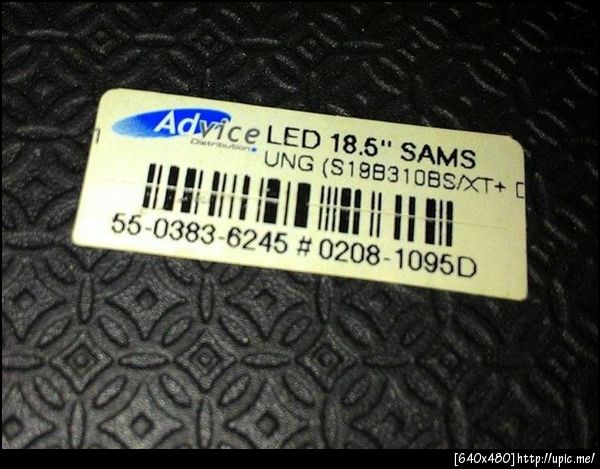 Advice
Distribution
LED 18.5" SAMS
UNG (S19B310BS/XT+
55-0383-6245 # 0208-1095D
[640x480]http://upic.me/